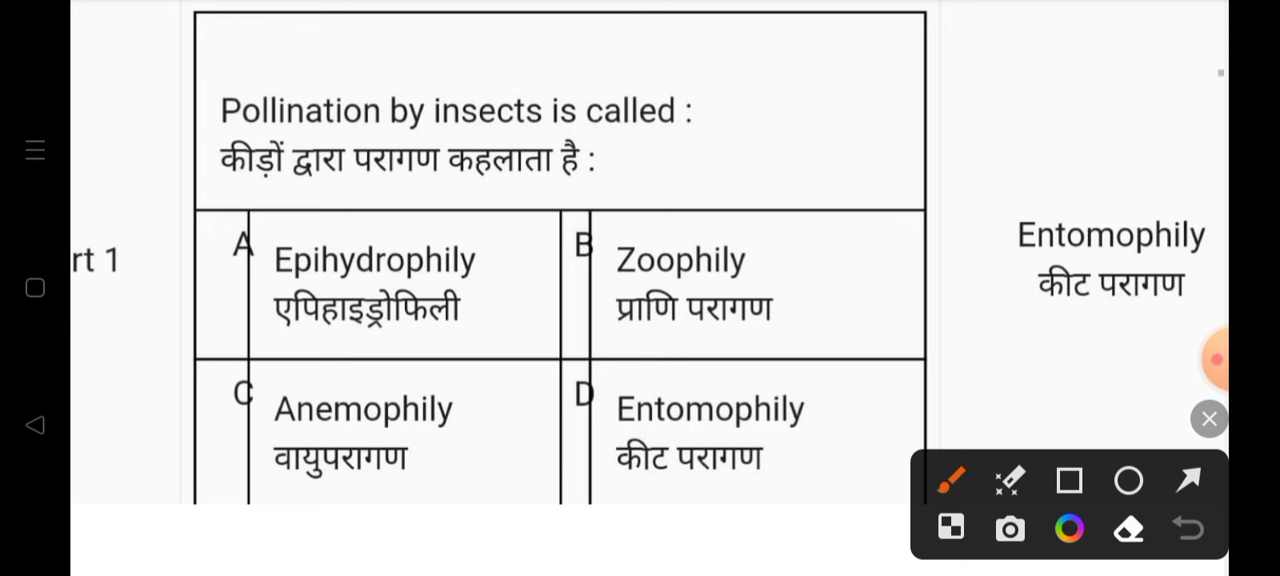 Pollination by insects is called :
कीड़ों द्वारा परागण कहलाता है :
rt 1
A
Epihydrophily
एपिहाइड्रोफिली
B
Zoophily
प्राणि परागण
C
Anemophily
वायुपरागण
D
Entomophily
कीट परागण
Entomophily
कीट परागण